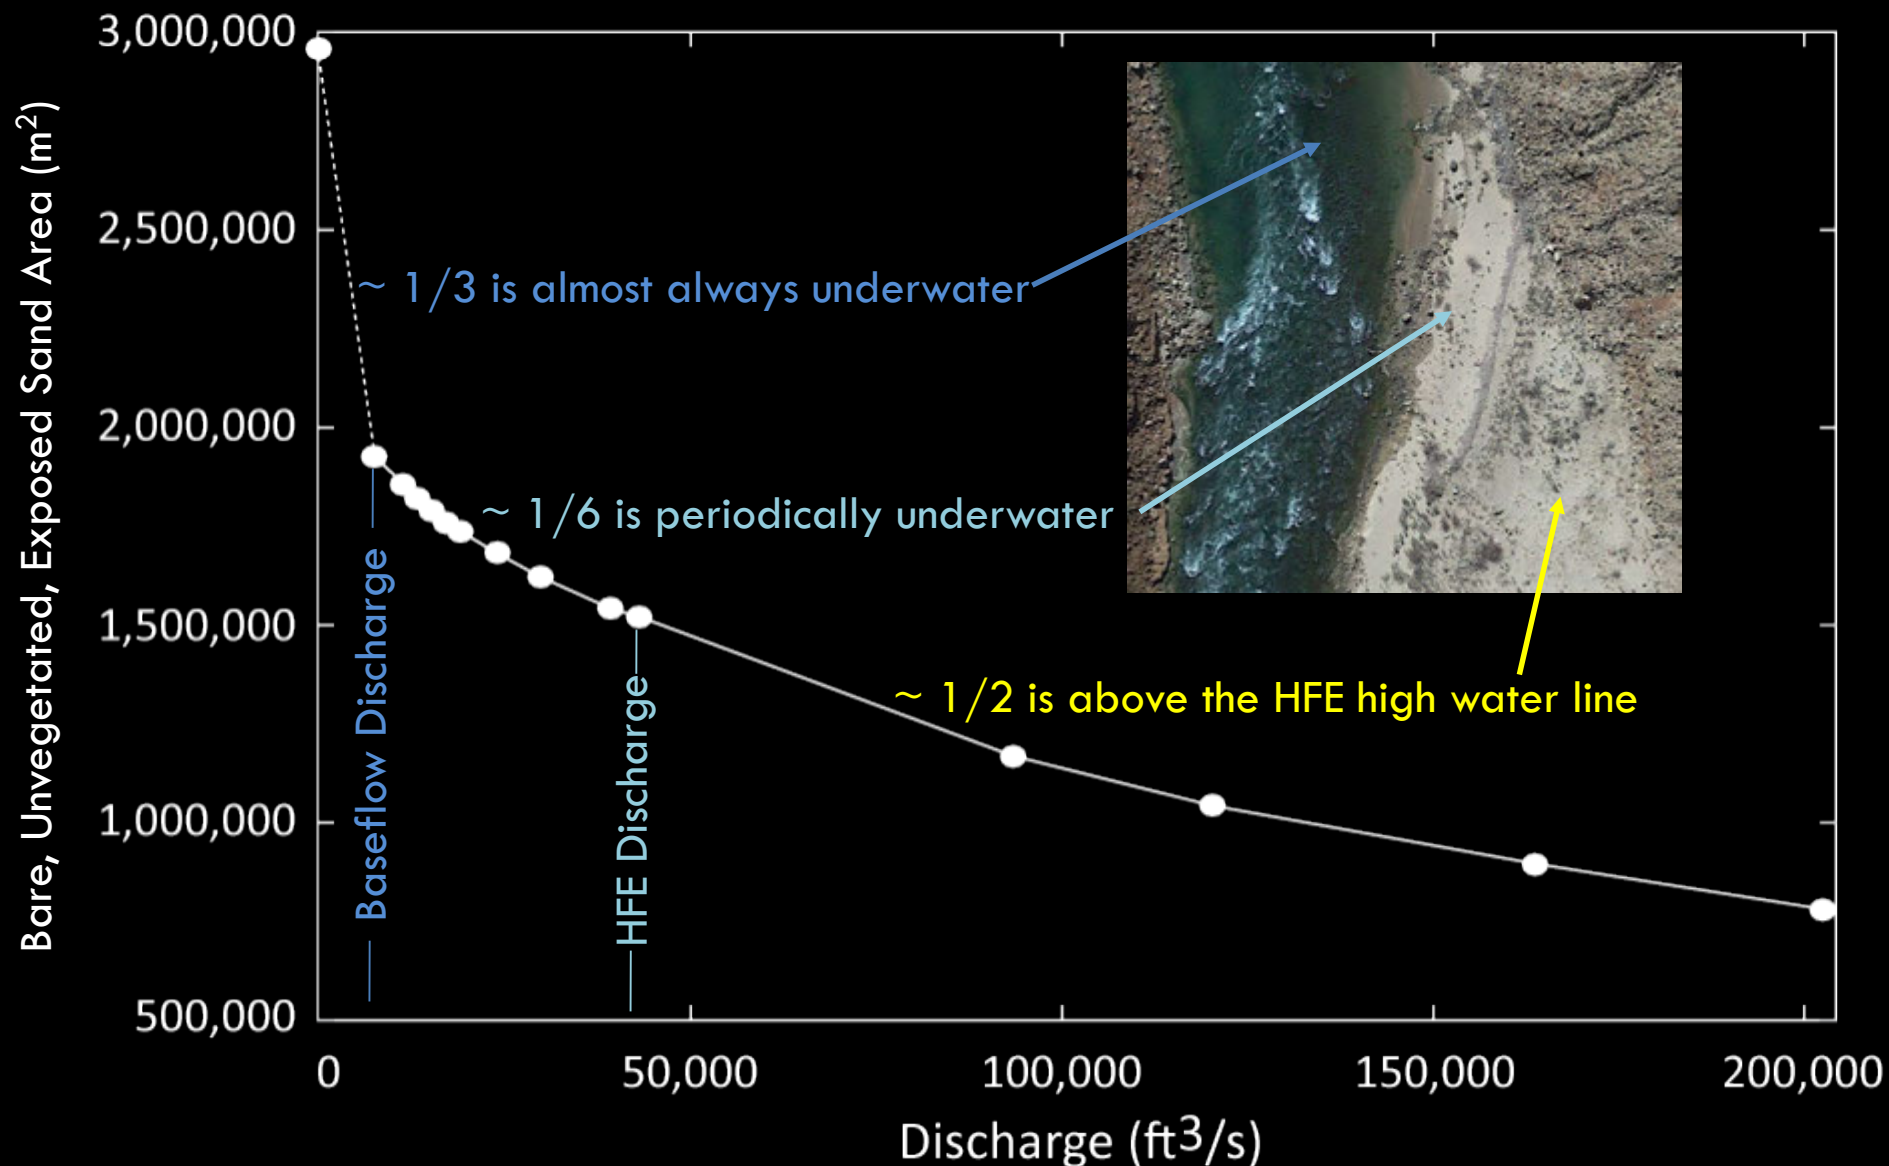 Bare, Unvegetated, Exposed Sand Area (m²)
3,000,000
2,500,000
2,000,000
1,500,000
1,000,000
500,000
~ 1/3 is almost always underwater
~ 1/6 is periodically underwater
~ 1/2 is above the HFE high water line
Baseflow Discharge
HFE Discharge
0
50,000
100,000
150,000
200,000
Discharge (ft3/s)